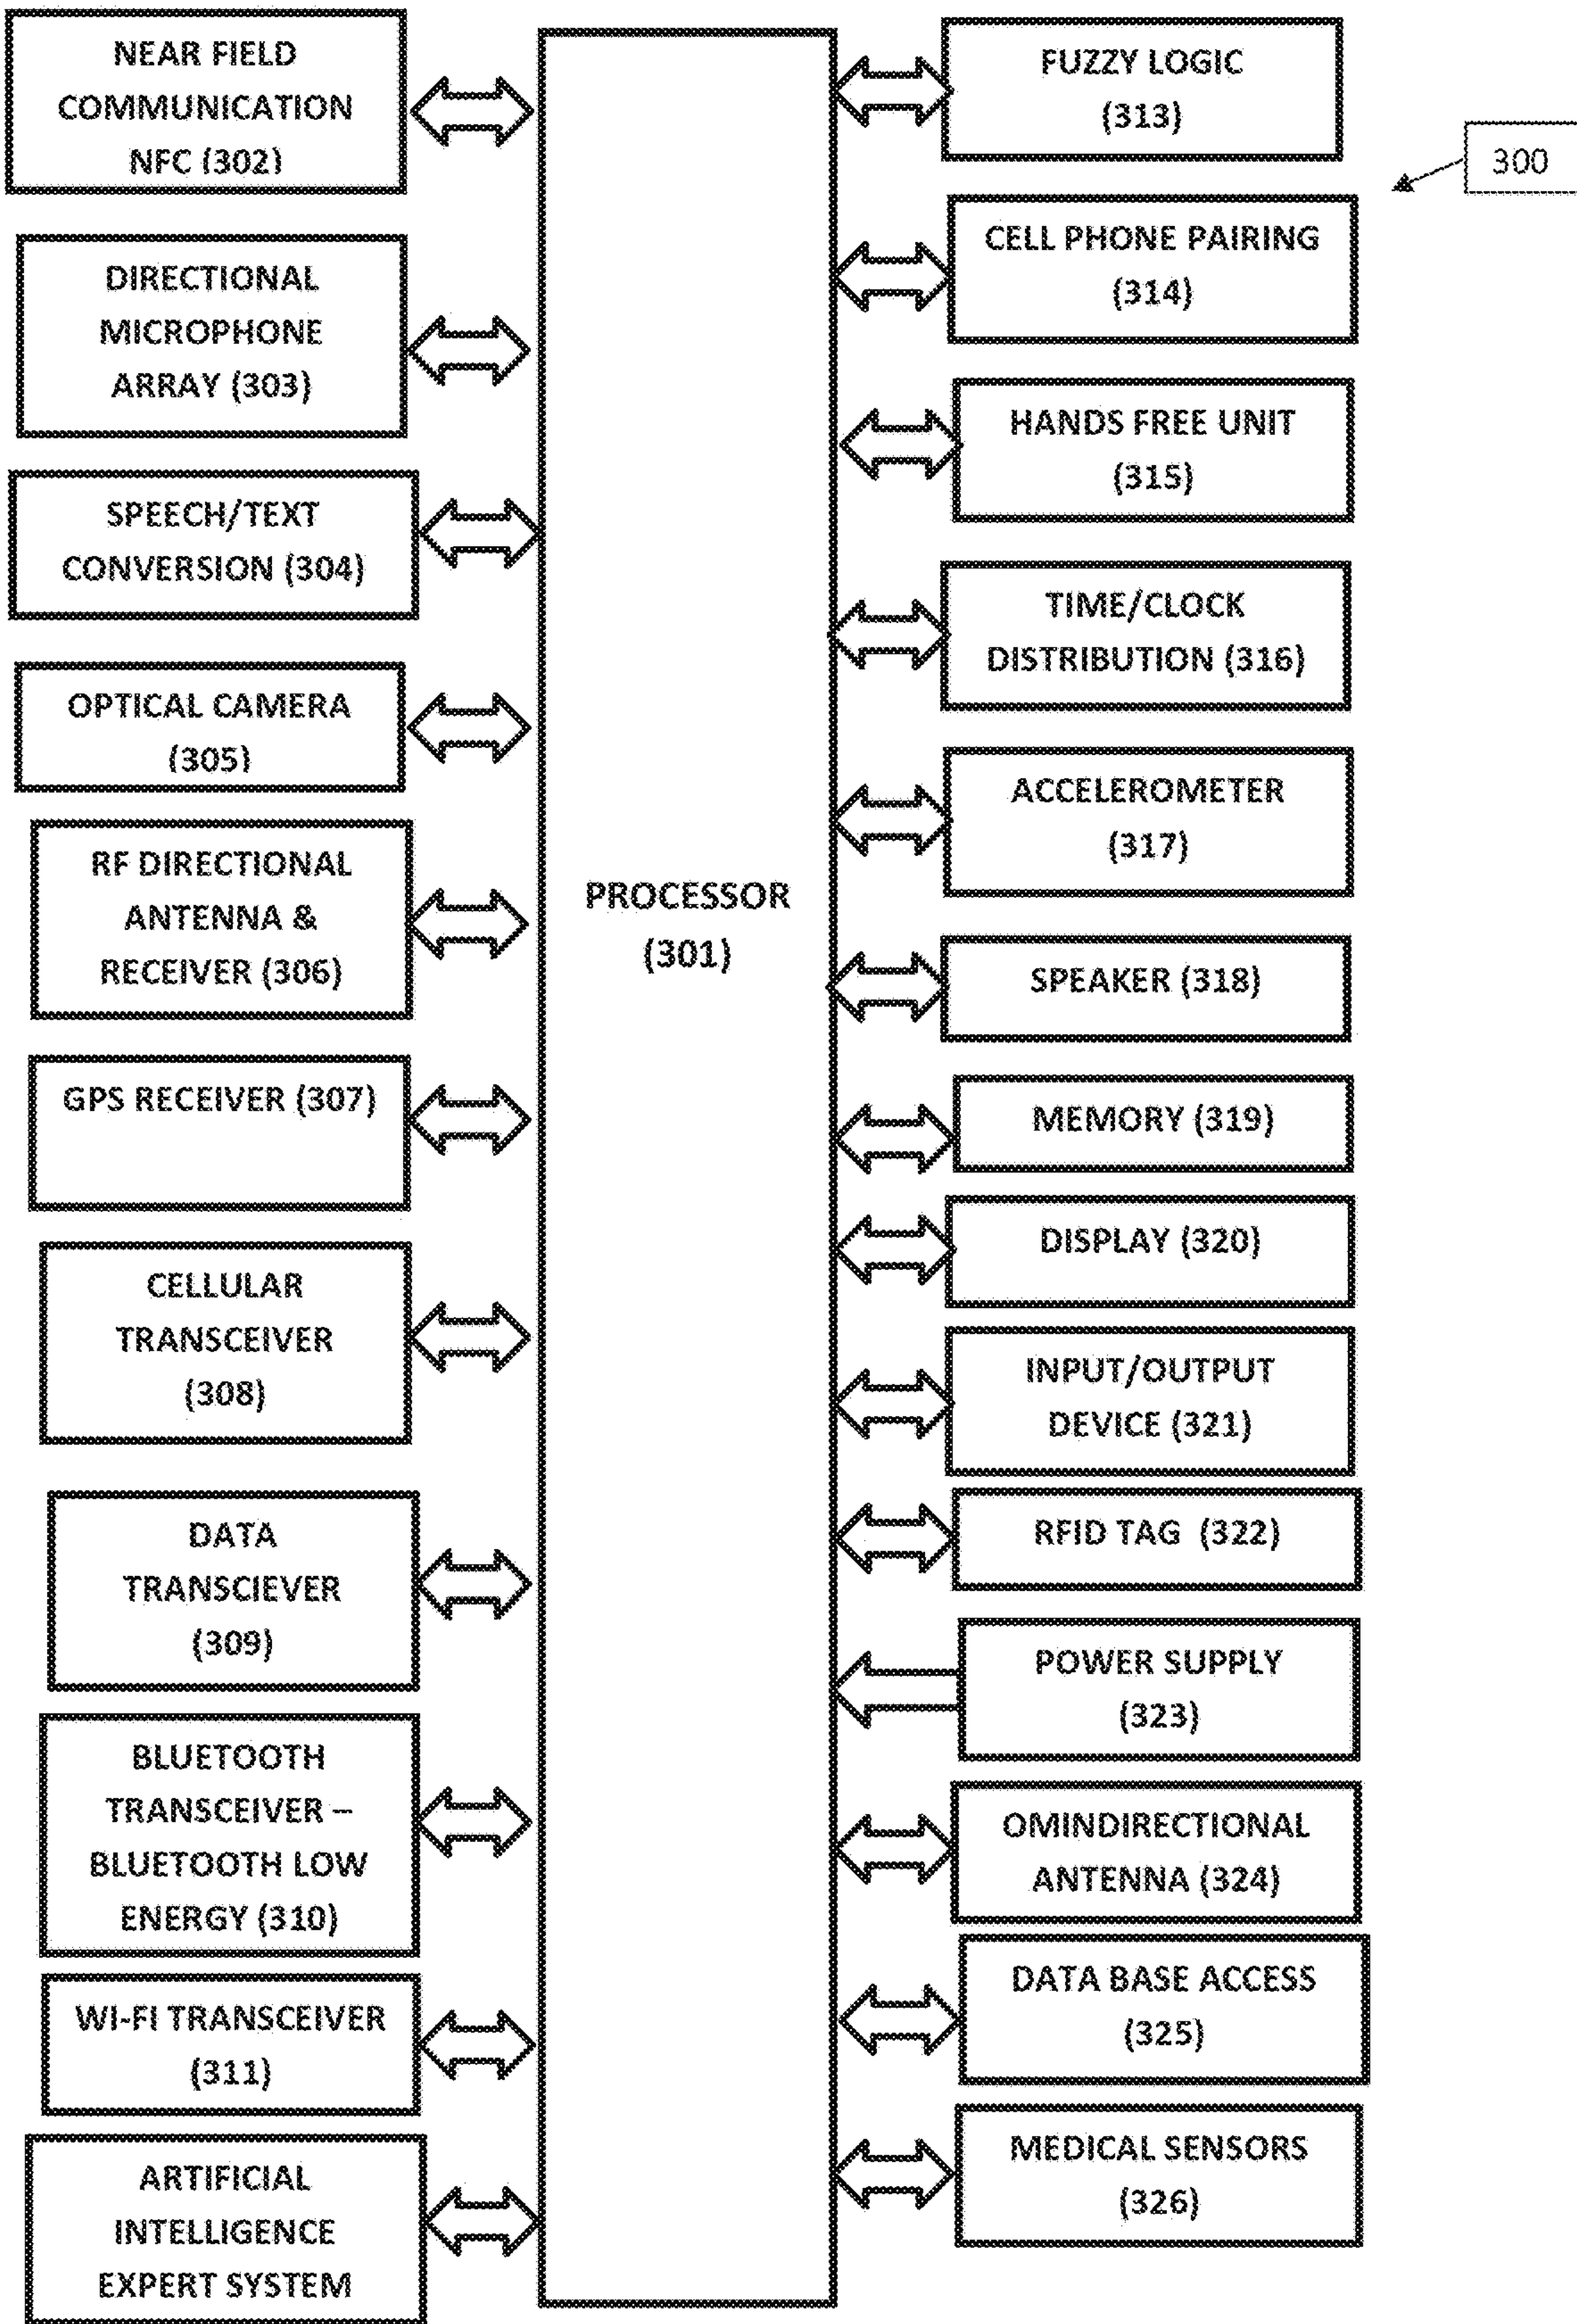 NEAR FIELD
COMMUNICATION
NFC (302)
DIRECTIONAL
MICROPHONE
ARRAY (303)
SPEECH/TEXT
CONVERSION (304)
OPTICAL CAMERA
(305)
RF DIRECTIONAL
ANTENNA &
RECEIVER (306)
GPS RECEIVER (307)
CELLULAR
TRANSCEIVER
(308)
DATA
TRANSCIEVER
(309)
BLUETOOTH
TRANSCEIVER –
BLUETOOTH LOW
ENERGY (310)
WI-FI TRANSCEIVER
(311)
ARTIFICIAL
INTELLIGENCE
EXPERT SYSTEM
PROCESSOR
(301)
FUZZY LOGIC
(313)
CELL PHONE PAIRING
(314)
HANDS FREE UNIT
(315)
TIME/CLOCK
DISTRIBUTION (316)
ACCELEROMETER
(317)
SPEAKER (318)
MEMORY (319)
DISPLAY (320)
INPUT/OUTPUT
DEVICE (321)
RFID TAG (322)
POWER SUPPLY
(323)
OMINDIRECTIONAL
ANTENNA (324)
DATA BASE ACCESS
(325)
MEDICAL SENSORS
(326)
300